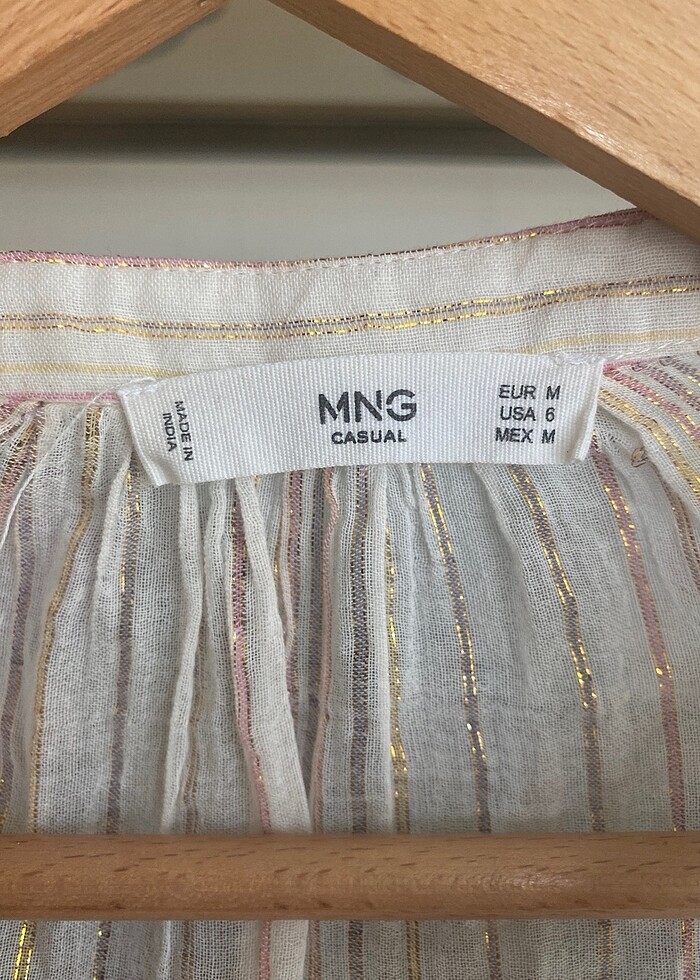 MADE IN
INDIA
MNG
CASUAL
EUR M
USA 6
MEX M